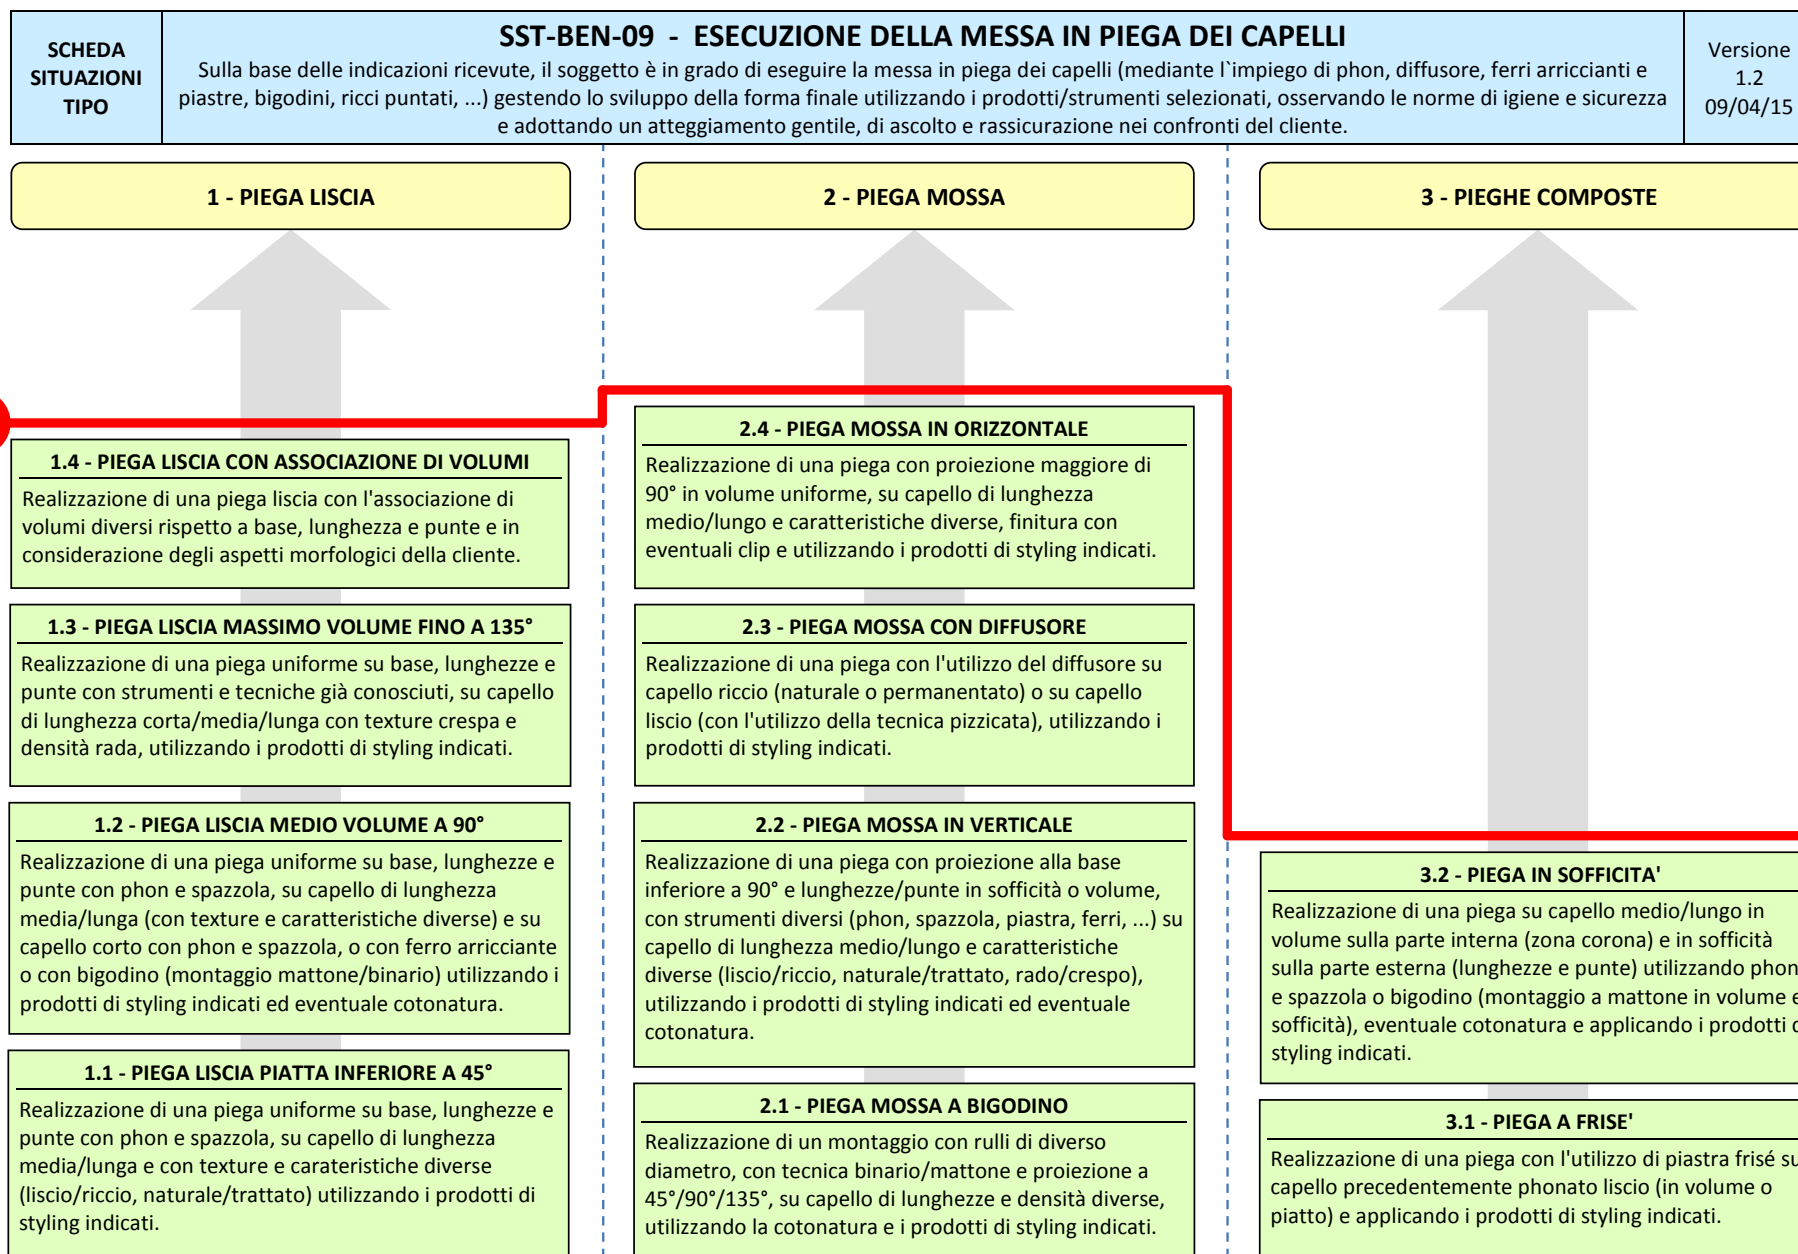 SCHEDA
SITUAZIONI
TIPO
SST-BEN-09 - ESECUZIONE DELLA MESSA IN PIEGA DEI CAPELLI
Sulla base delle indicazioni ricevute, il soggetto è in grado di eseguire la messa in piega dei capelli (mediante l`impiego di phon, diffusore, ferri arriccianti e
piastre, bigodini, ricci puntati, ...) gestendo lo sviluppo della forma finale utilizzando i prodotti/strumenti selezionati, osservando le norme di igiene e sicurezza
e adottando un atteggiamento gentile, di ascolto e rassicurazione nei confronti del cliente.
Versione
1.2
09/04/15
1 - PIEGA LISCIA
1.4 - PIEGA LISCIA CON ASSOCIAZIONE DI VOLUMI
Realizzazione di una piega liscia con l'associazione di
volumi diversi rispetto a base, lunghezza e punte e in
considerazione degli aspetti morfologici della cliente.
1.3 - PIEGA LISCIA MASSIMO VOLUME FINO A 135°
Realizzazione di una piega uniforme su base, lunghezze e
punte con strumenti e tecniche già conosciuti, su capello
di lunghezza corta/media/lunga con texture crespa e
densità rada, utilizzando i prodotti di styling indicati.
1.2 - PIEGA LISCIA MEDIO VOLUME A 90°
Realizzazione di una piega uniforme su base, lunghezze e
punte con phon e spazzola, su capello di lunghezza
media/lunga (con texture e caratteristiche diverse) e su
capello corto con phon e spazzola, o con ferro arricciante
o con bigodino (montaggio mattone/binario) utilizzando i
prodotti di styling indicati ed eventuale cotonatura.
1.1 - PIEGA LISCIA PIATTA INFERIORE A 45°
Realizzazione di una piega uniforme su base, lunghezze e
punte con phon e spazzola, su capello di lunghezza
media/lunga e con texture e carateristiche diverse
(liscio/riccio, naturale/trattato) utilizzando i prodotti di
styling indicati.
2 - PIEGA MOSSA
2.4 - PIEGA MOSSA IN ORIZZONTALE
Realizzazione di una piega con proiezione maggiore di
90° in volume uniforme, su capello di lunghezza
medio/lungo e caratteristiche diverse, finitura con
eventuali clip e utilizzando i prodotti di styling indicati.
2.3 - PIEGA MOSSA CON DIFFUSORE
Realizzazione di una piega con l'utilizzo del diffusore su
capello riccio (naturale o permanentato) o su capello
liscio (con l'utilizzo della tecnica pizzicata), utilizzando i
prodotti di styling indicati.
2.2 - PIEGA MOSSA IN VERTICALE
Realizzazione di una piega con proiezione alla base
inferiore a 90° e lunghezze/punte in sofficità o volume,
con strumenti diversi (phon, spazzola, piastra, ferri, ...) su
capello di lunghezza medio/lungo e caratteristiche
diverse (liscio/riccio, naturale/trattato, rado/crespo),
utilizzando i prodotti di styling indicati ed eventuale
cotonatura.
2.1 - PIEGA MOSSA A BIGODINO
Realizzazione di un montaggio con rulli di diverso
diametro, con tecnica binario/mattone e proiezione a
45°/90°/135°, su capello di lunghezze e densità diverse,
utilizzando la cotonatura e i prodotti di styling indicati.
3 - PIEGHE COMPOSTE
3.2 - PIEGA IN SOFFICITA'
Realizzazione di una piega su capello medio/lungo in
volume sulla parte interna (zona corona) e in sofficità
sulla parte esterna (lunghezze e punte) utilizzando phon
e spazzola o bigodino (montaggio a mattone in volume e
sofficità), eventuale cotonatura e applicando i prodotti
styling indicati.
3.1 - PIEGA A FRISE'
Realizzazione di una piega con l'utilizzo di piastra frisé su
capello precedentemente phonato liscio (in volume o
piatto) e applicando i prodotti di styling indicati.